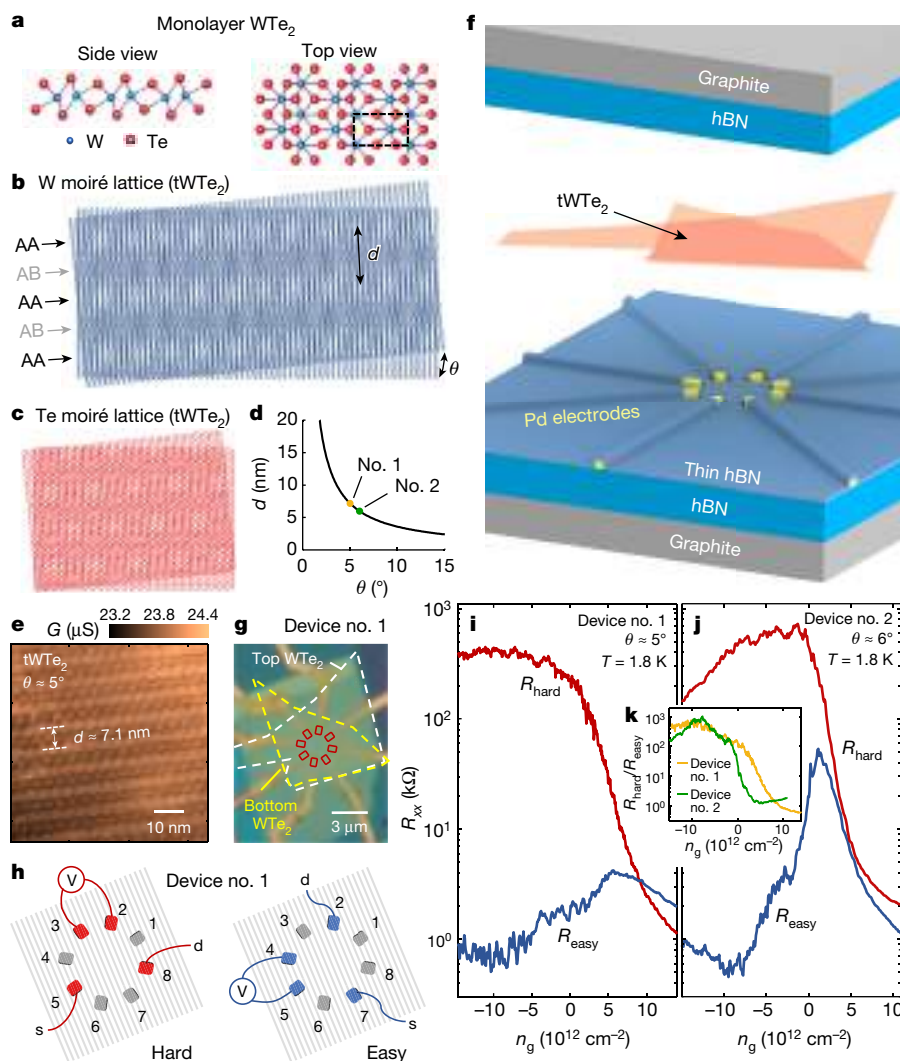 a
Monolayer WTe₂
Side view
Top view
W
Te
b W moiré lattice (tWTe₂)
AA
AB
AA
AB
AA
d
θ
c Te moiré lattice (tWTe₂)
d
20
15
10
5
0
d (nm)
No. 1
No. 2
0 5 10 15
θ (°)
e
G (μS)
23.2 23.8 24.4
tWTe₂
θ ≈ 5°
d ≈ 7.1 nm
10 nm
f
Graphite
hBN
tWTe₂
Pd electrodes
Thin hBN
hBN
Graphite
g Device no. 1
Top WTe₂
Bottom
WTe₂
3 μm
h
Device no. 1
V
2
3
1
4
d
8
5
7
6
s
Hard
d
2
3
1
4
8
V
5
7
6
s
Easy
i
Device no. 1
θ ≈ 5°
T = 1.8 K
10³
10²
10¹
10⁰
Rxx (kΩ)
Rhard
Reasy
−10 −5 0 5 10
ng (10¹² cm⁻²)
j
Device no. 2
θ ≈ 6°
T = 1.8 K
Rhard
Reasy
−10 −5 0 5 10
ng (10¹² cm⁻²)
k
10³
10²
10¹
10⁰
Rhard/Reasy
Device
no. 1
Device
no. 2
−10 0 10
ng (10¹² cm⁻²)